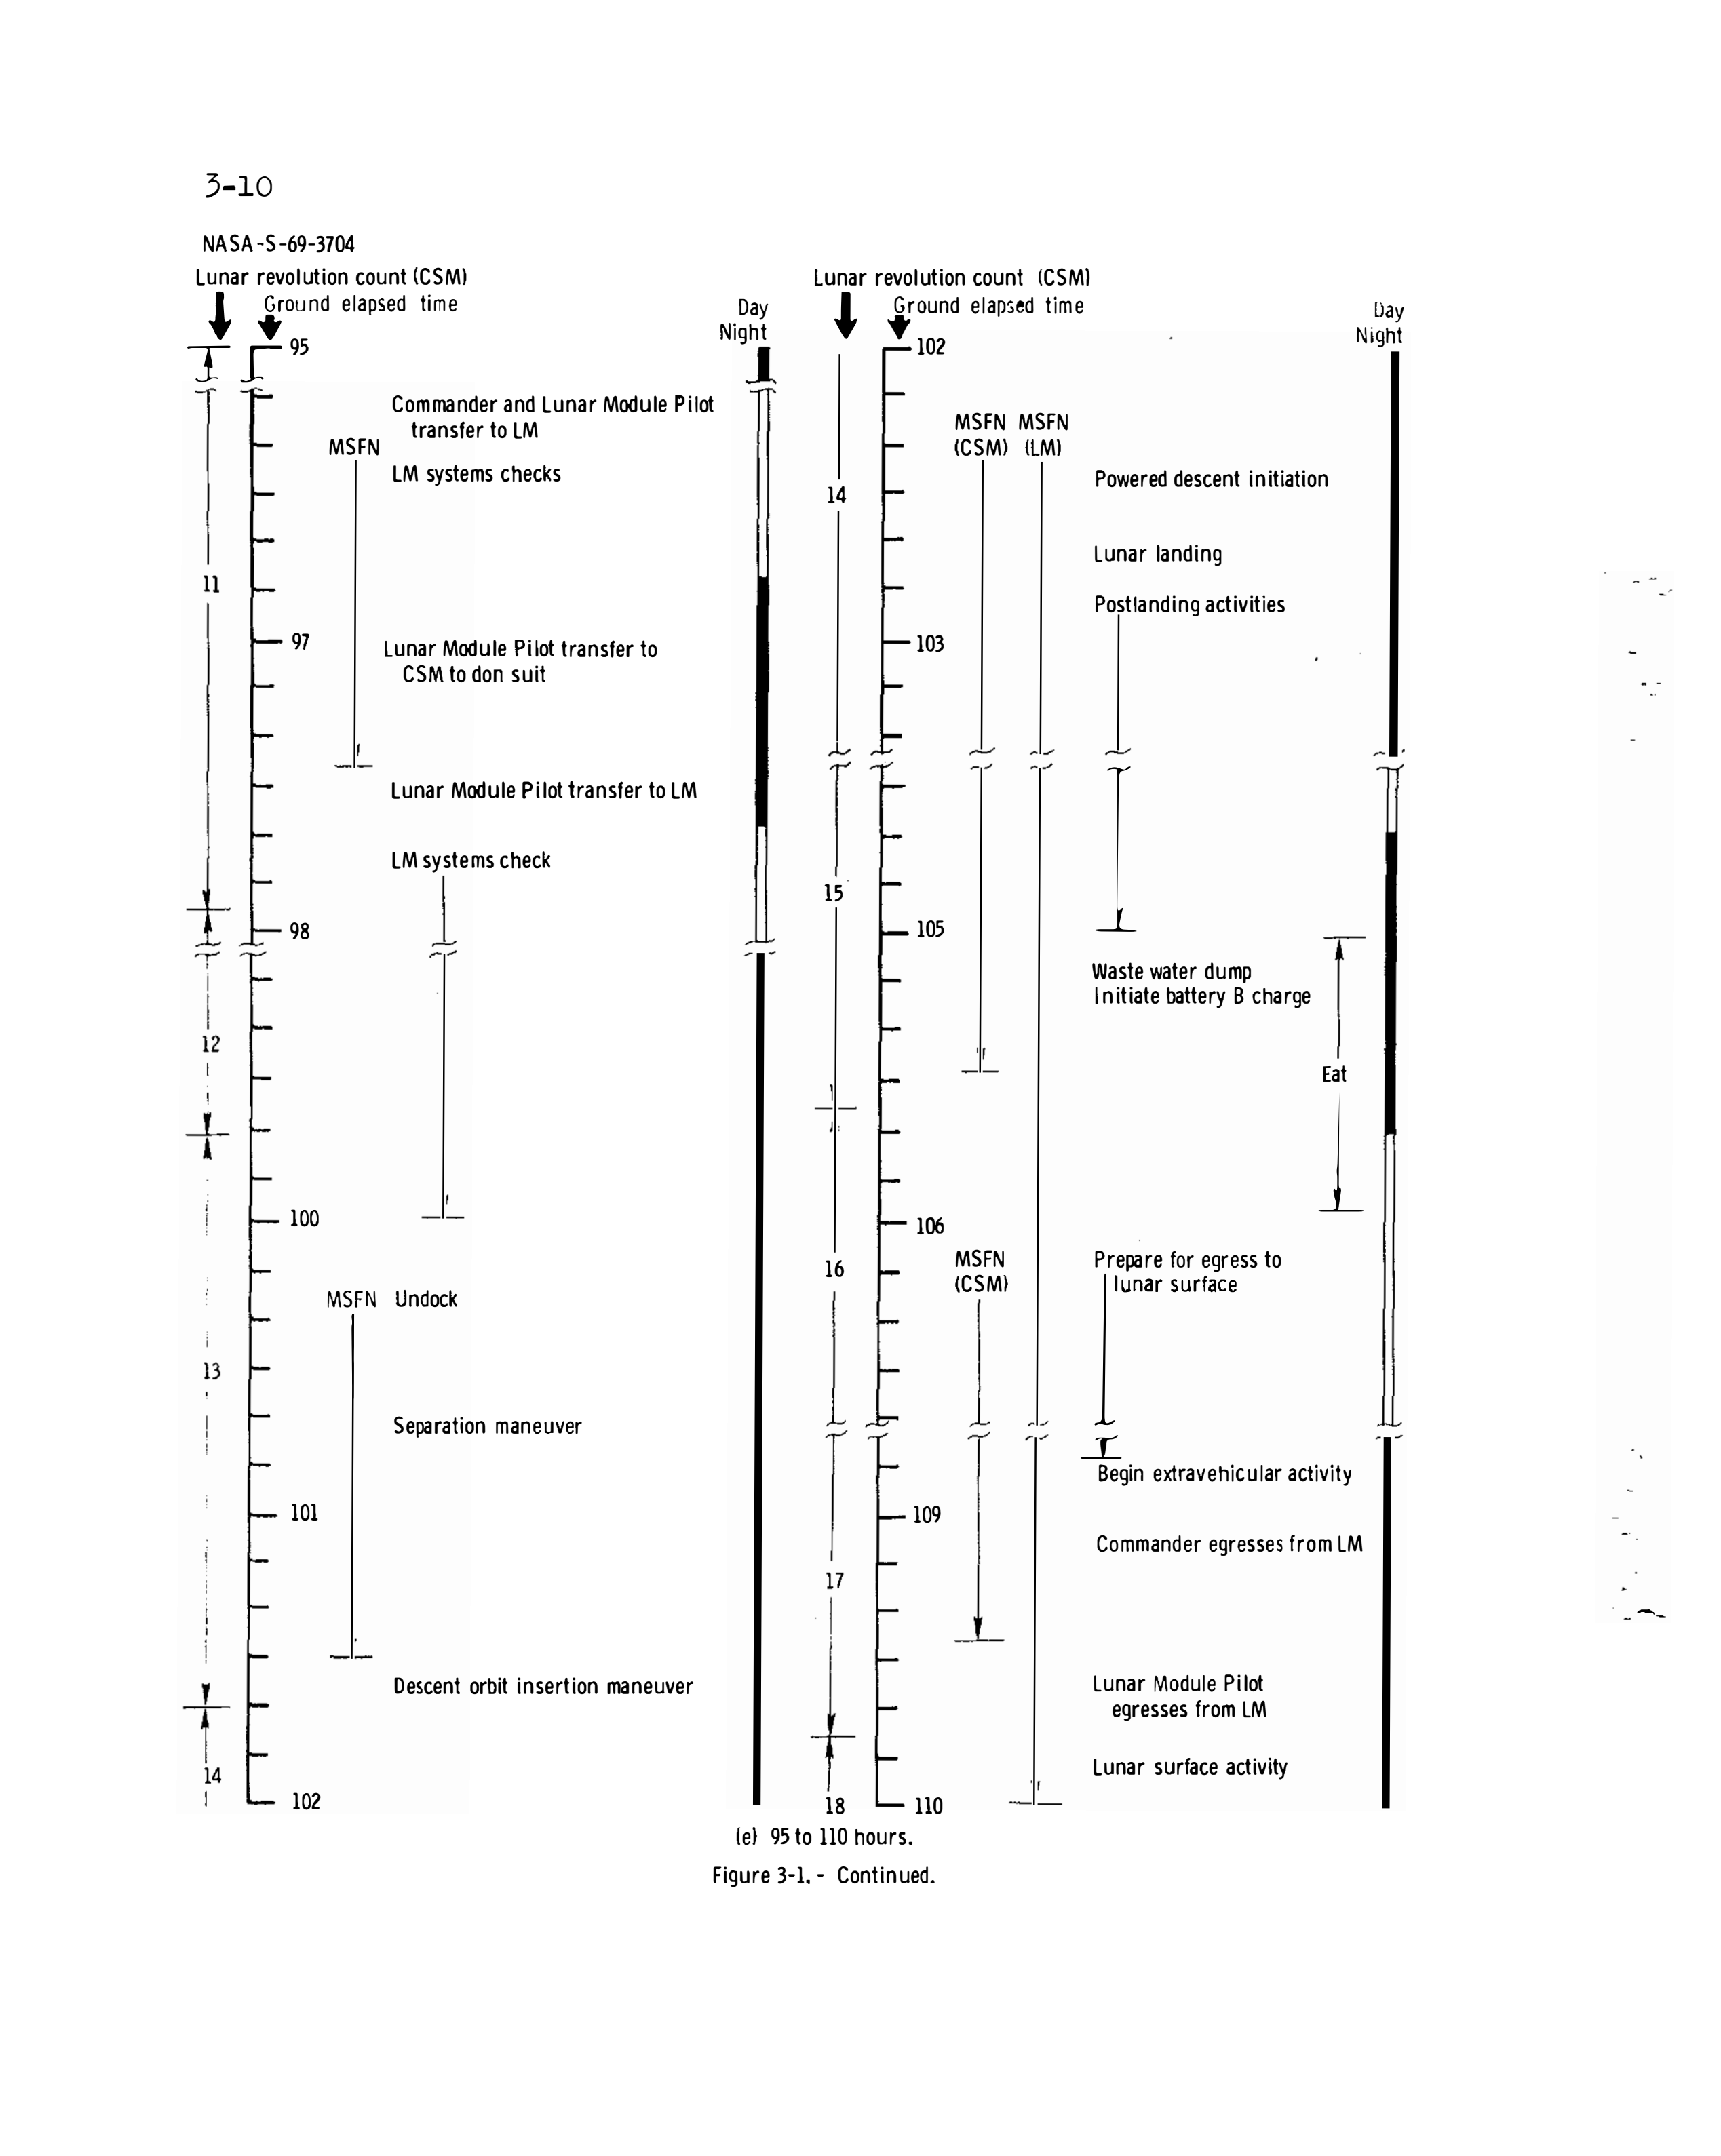 3-10
NASA-S-69-3704
Lunar revolution count (CSM)
Ground elapsed time
Day
Night
95
Commander and Lunar Module Pilot
transfer to LM
MSFN
LM systems checks
11
97
Lunar Module Pilot transfer to
CSM to don suit
Lunar Module Pilot transfer to LM
LM systems check
98
12
100
MSFN Undock
13
Separation maneuver
101
Descent orbit insertion maneuver
14
102
Lunar revolution count (CSM)
Ground elapsed time
Day
Night
102
MSFN MSFN
(CSM) (LM)
Powered descent initiation
14
Lunar landing
Postlanding activities
103
15
105
Waste water dump
Initiate battery B charge
Eat
106
MSFN
(CSM)
Prepare for egress to
lunar surface
16
Begin extravehicular activity
109
Commander egresses from LM
17
Lunar Module Pilot
egresses from LM
Lunar surface activity
18
110
(e) 95 to 110 hours.
Figure 3-1. - Continued.